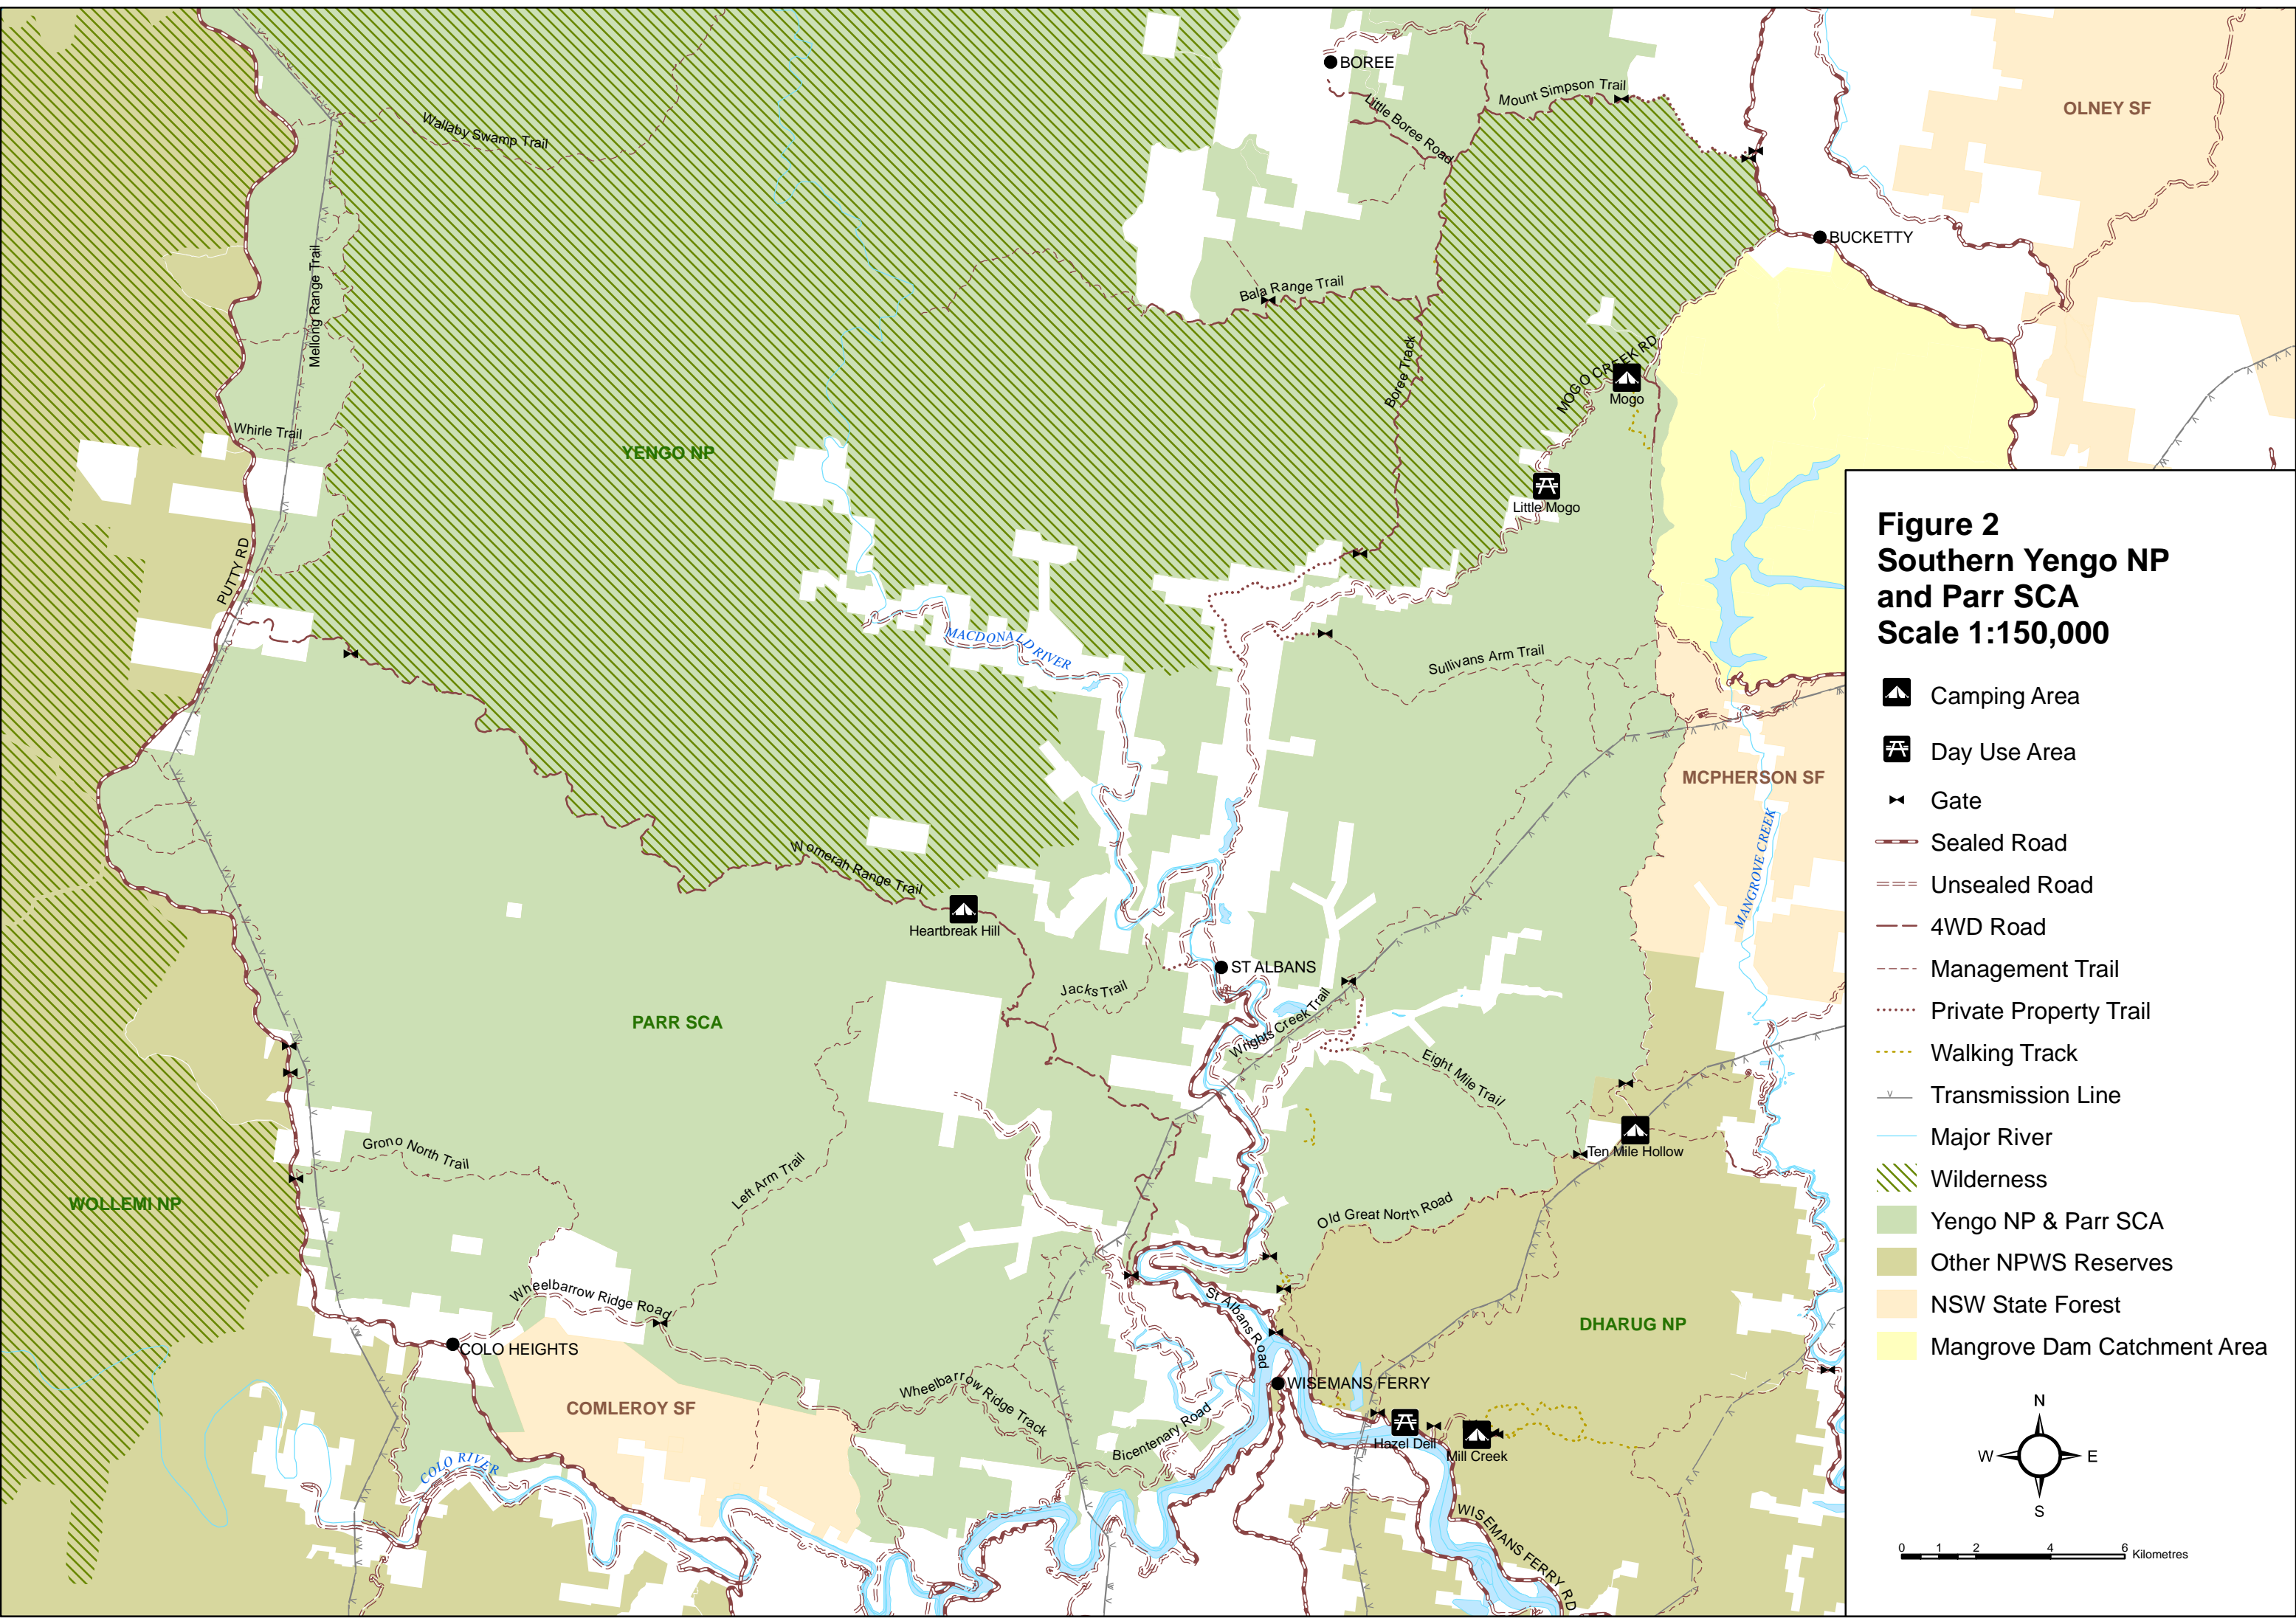 BOREE
Little Boree Road
Mount Simpson Trail
OLNEY SF
Wallaby Swamp Trail
BUCKETTY
Mellong Range Trail
Bala Range Trail
Boree Track
MOGO CREEK RD
Mogo
Whirle Trail
YENGO NP
Little Mogo
PUTTY RD
MACDONALD RIVER
Sullivans Arm Trail
MCPHERSON SF
MANGROVE CREEK
Womerah Range Trail
Heartbreak Hill
ST ALBANS
Jacks Trail
PARR SCA
Wrights Creek Trail
Eight Mile Trail
Ten Mile Hollow
Grono North Trail
Left Arm Trail
WOLLEMI NP
Old Great North Road
Wheelbarrow Ridge Road
St Albans Road
DHARUG NP
COLO HEIGHTS
WISEMANS FERRY
Wheelbarrow Ridge Track
COMLEROY SF
Bicentenary Road
Hazel Dell
Mill Creek
COLO RIVER
WISEMANS FERRY RD
Figure 2
Southern Yengo NP
and Parr SCA
Scale 1:150,000
Camping Area
Day Use Area
Gate
Sealed Road
Unsealed Road
4WD Road
Management Trail
Private Property Trail
Walking Track
Transmission Line
Major River
Wilderness
Yengo NP & Parr SCA
Other NPWS Reserves
NSW State Forest
Mangrove Dam Catchment Area
N
W E
S
0 1 2 4 6
Kilometres